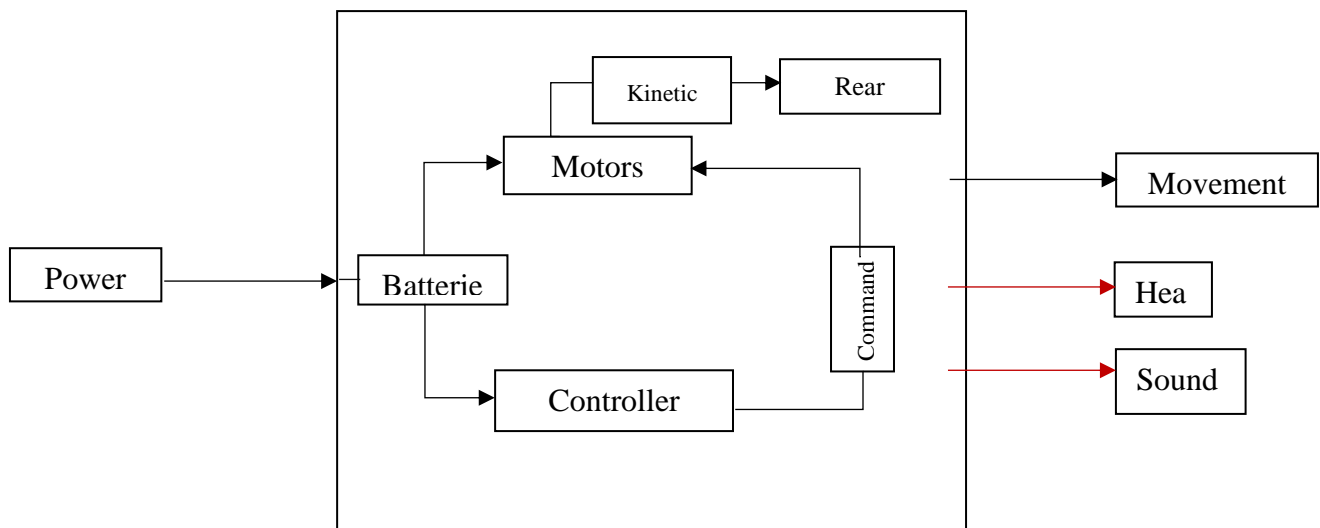 Kinetic
Rear
Motors
Movement
Power
Batterie
Command
Hea
Controller
Sound